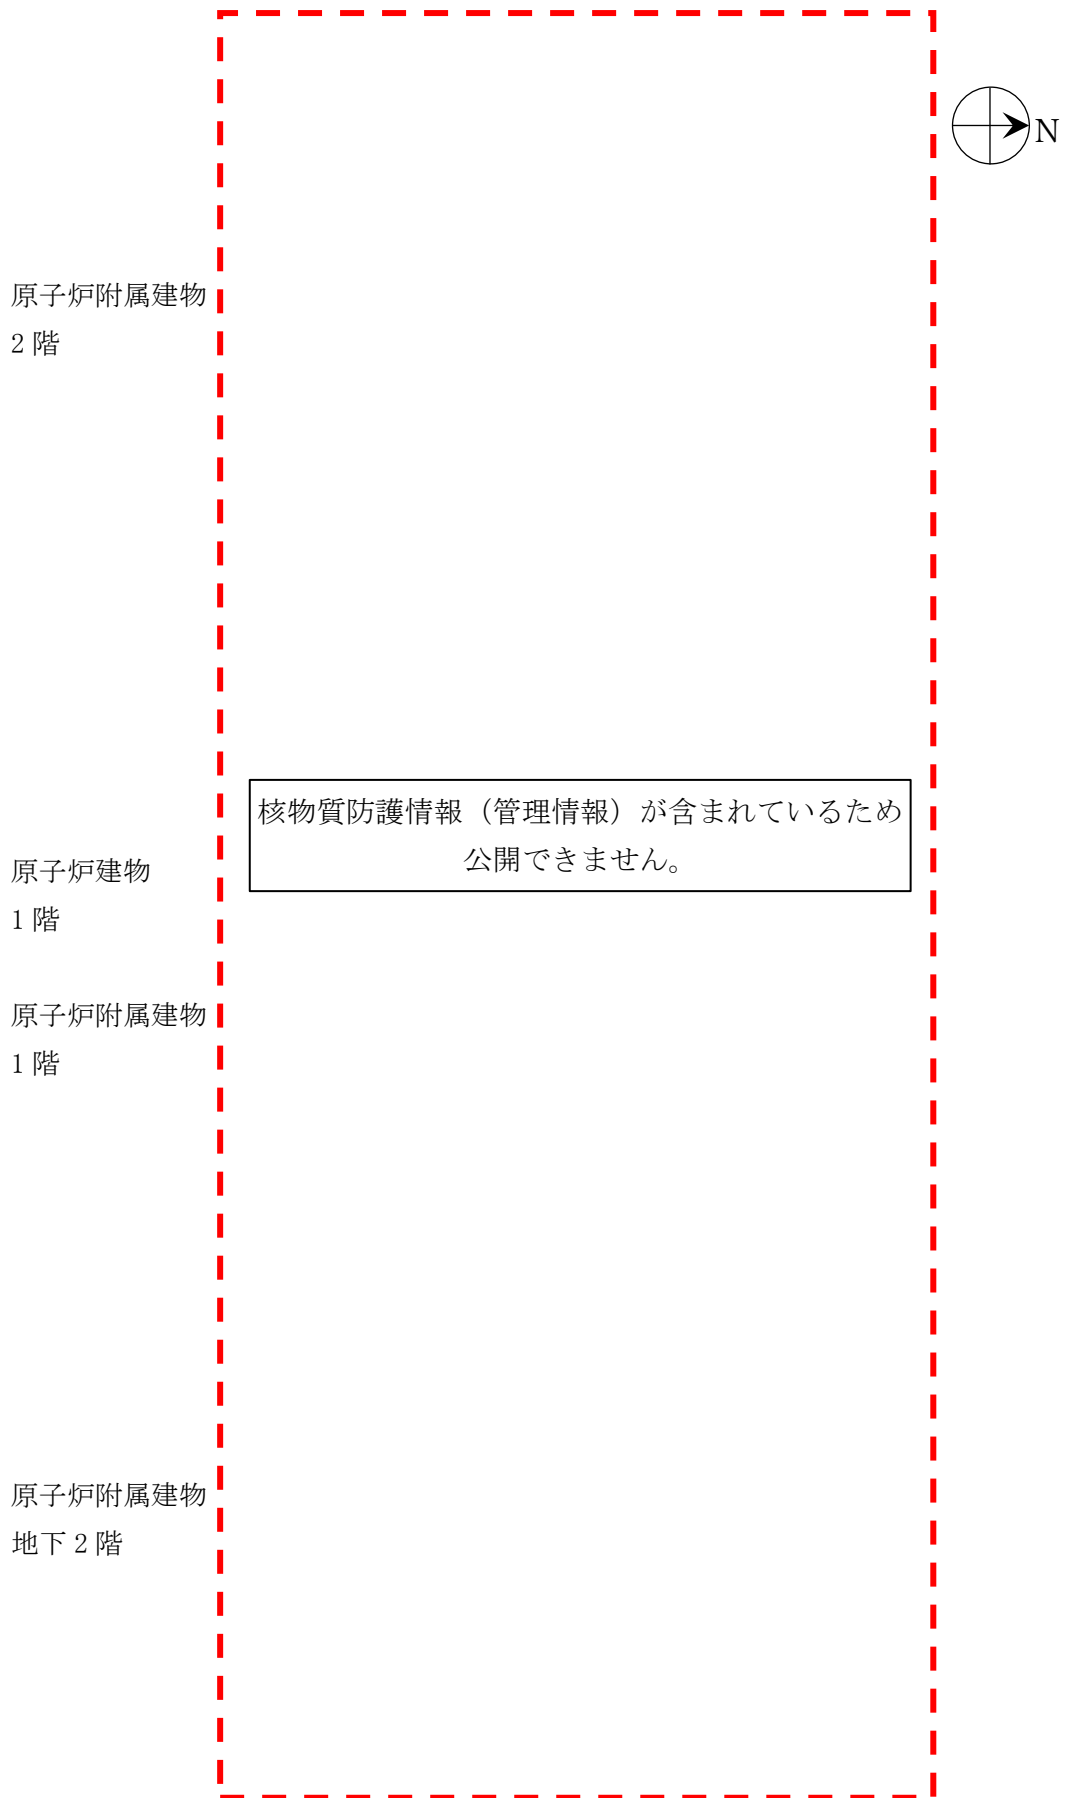 N
原子炉附属建物
2階
核物質防護情報（管理情報）が含まれているため
公開できません。
原子炉建物
1階
原子炉附属建物
1階
原子炉附属建物
地下2階